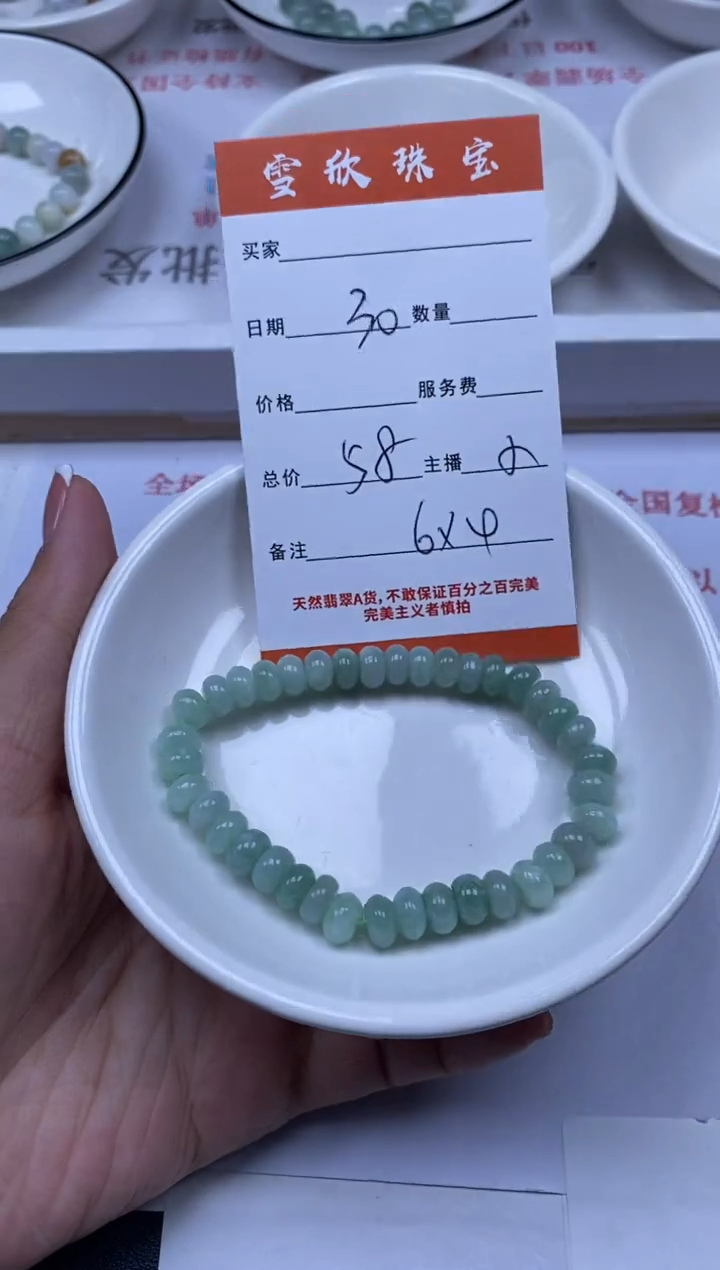 雪欣珠宝
买家
日期 30 数量
价格 服务费
总价 58 主播
备注 6x4
天然翡翠A货,不敢保证百分之百完美
完美主义者慎拍
批发